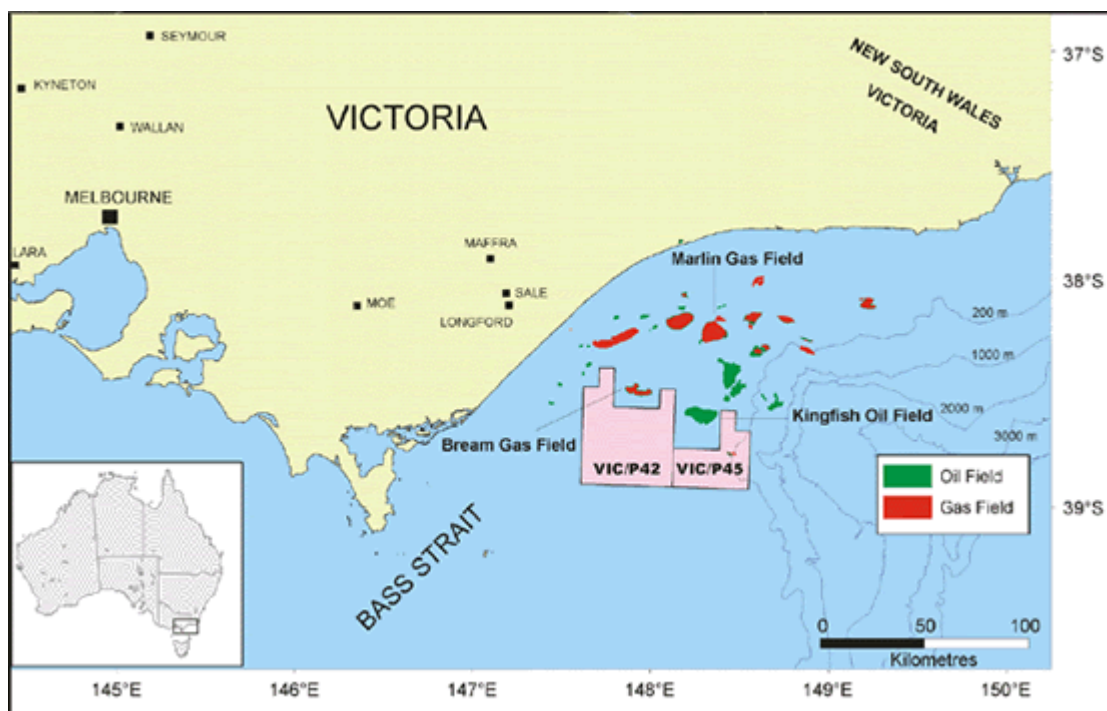 SEYMOUR
KYNETON
WALLAN
VICTORIA
NEW SOUTH WALES
VICTORIA
37°S
MELBOURNE
LARA
MAFFRA
MOE
SALE
LONGFORD
Marlin Gas Field
38°S
200 m
1000 m
2000 m
3000 m
Kingfish Oil Field
Bream Gas Field
VIC/P42
VIC/P45
Oil Field
Gas Field
39°S
BASS STRAIT
0 50 100
Kilometres
145°E 146°E 147°E 148°E 149°E 150°E